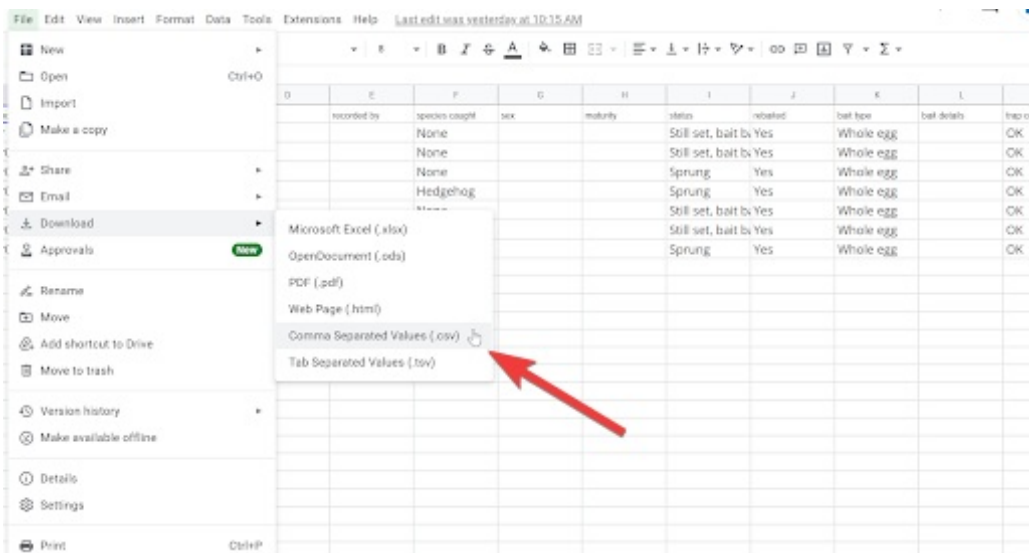 File Edit View Insert Format Data Tools Extensions Help Last edit was yesterday at 10:15 AM
New
Open Ctrl+O
Import
Make a copy
Share
Email
Download
Approvals New
Rename
Move
Add shortcut to Drive
Move to trash
Version history
Make available offline
Details
Settings
Print Ctrl+P
Microsoft Excel (.xlsx)
OpenDocument (.ods)
PDF (.pdf)
Web Page (.html)
Comma Separated Values (.csv)
Tab Separated Values (.tsv)
8 B I S A
D E F G H I J K L
recorded by species caught sex maturity status rebaited bait type bait details trap
None Still set, bait Yes Whole egg OK
None Still set, bait Yes Whole egg OK
None Sprung Yes Whole egg OK
Hedgehog Sprung Yes Whole egg OK
None Still set, bait Yes Whole egg OK
Still set, bait Yes Whole egg OK
Sprung Yes Whole egg OK